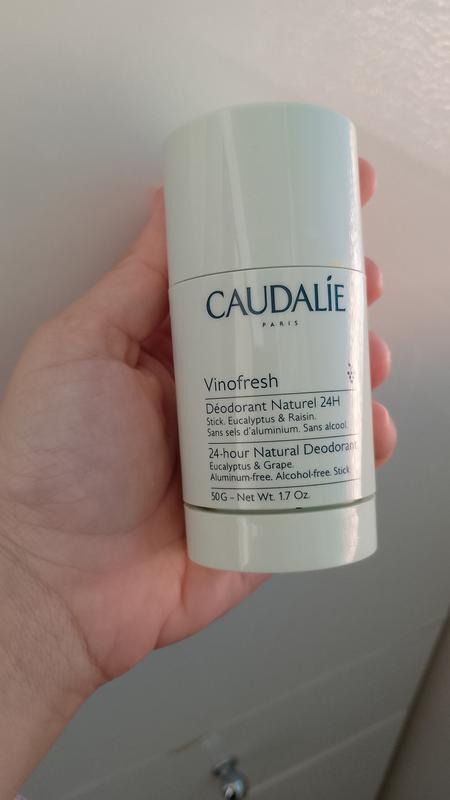 CAUDALÍE
PARIS
Vinofresh
Déodorant Naturel 24H
Stick. Eucalyptus & Raisin.
Sans sels d'aluminium. Sans alcool.
24-hour Natural Deodorant
Eucalyptus & Grape.
Aluminum-free. Alcohol-free. Stick.
50G – Net Wt. 1.7 Oz.